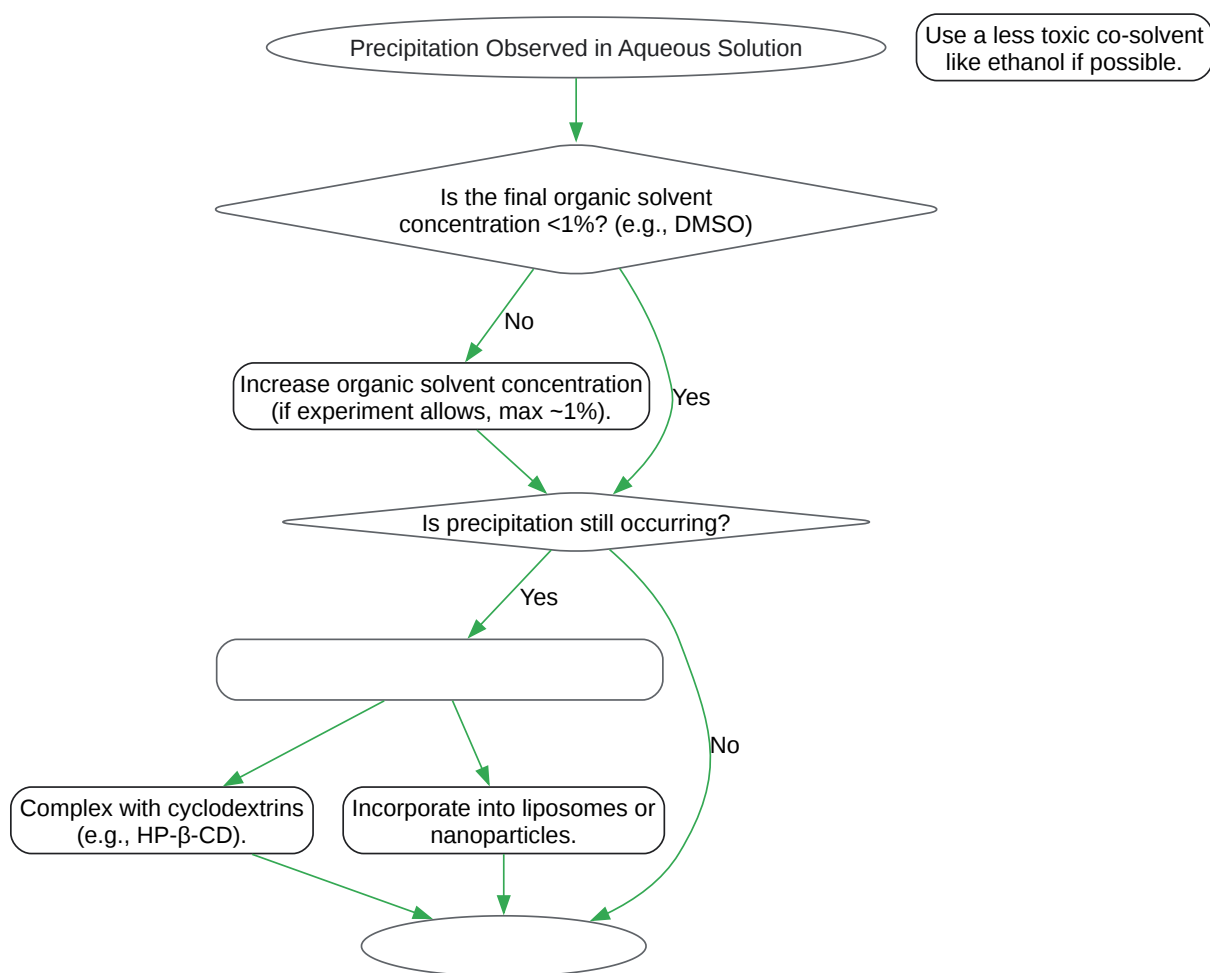 Precipitation Observed in Aqueous Solution
Use a less toxic co-solvent
like ethanol if possible.
Is the final organic solvent
concentration <1%? (e.g., DMSO)
No
Yes
Increase organic solvent concentration
(if experiment allows, max ~1%).
Is precipitation still occurring?
Yes
No
Complex with cyclodextrins
(e.g., HP-β-CD).
Incorporate into liposomes or
nanoparticles.